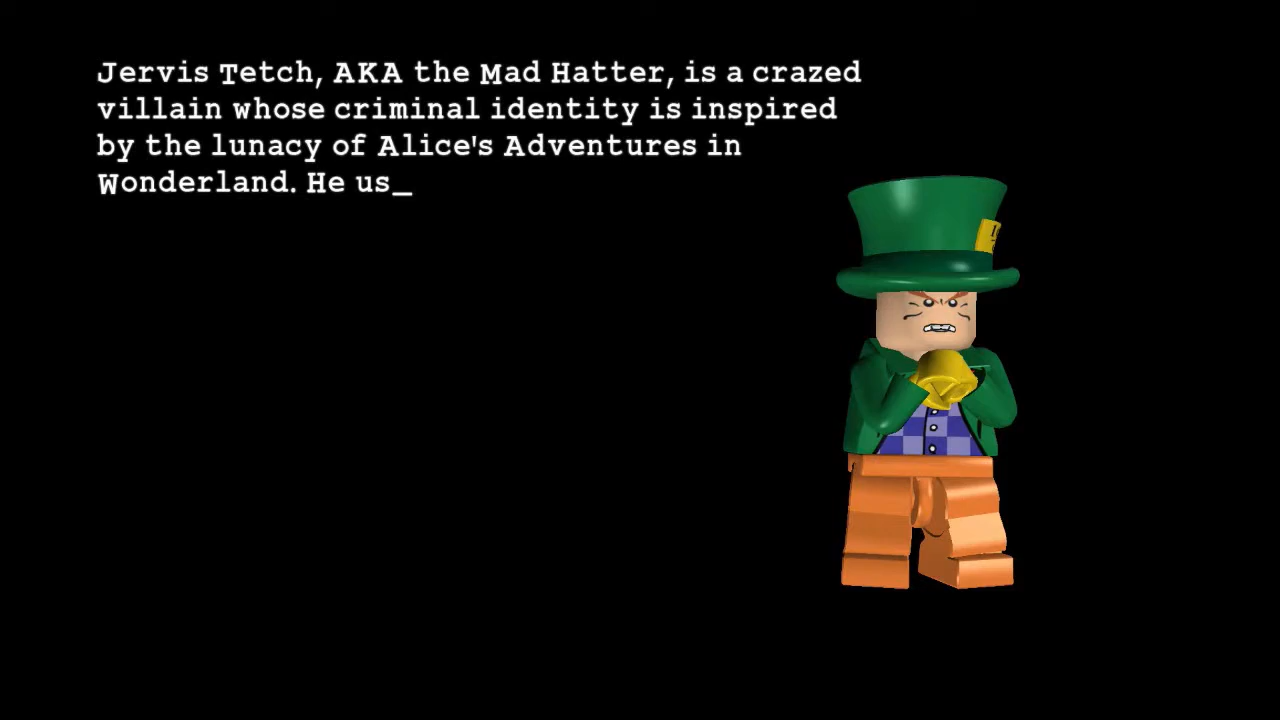 Jervis Tetch, AKA the Mad Hatter, is a crazed
villain whose criminal identity is inspired
by the lunacy of Alice's Adventures in
Wonderland. He us_